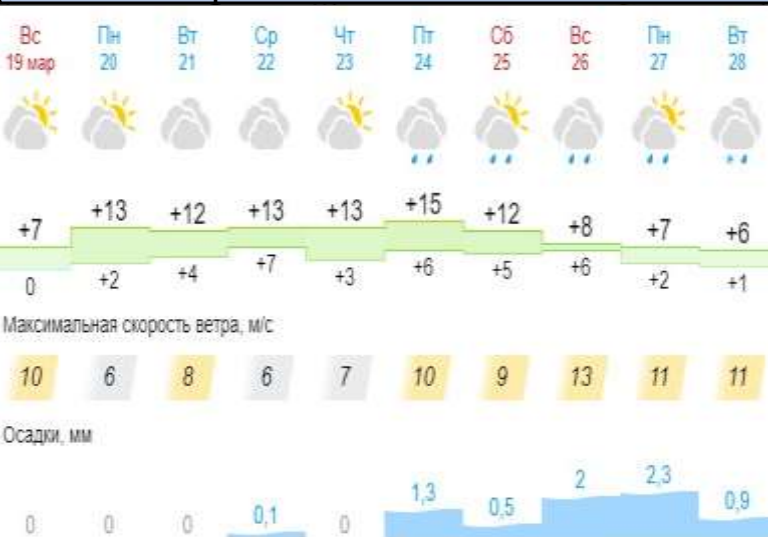 Вс Пн Вт Ср Чт Пт Сб Вс Пн Вт
19 мар 20 21 22 23 24 25 26 27 28
+7 +13 +12 +13 +13 +15 +12 +8 +7 +6
0 +2 +4 +7 +3 +6 +5 +6 +2 +1
Максимальная скорость ветра, м/с
10 6 8 6 7 10 9 13 11 11
Осадки, мм
0 0 0 0,1 0 1,3 0,5 2 2,3 0,9